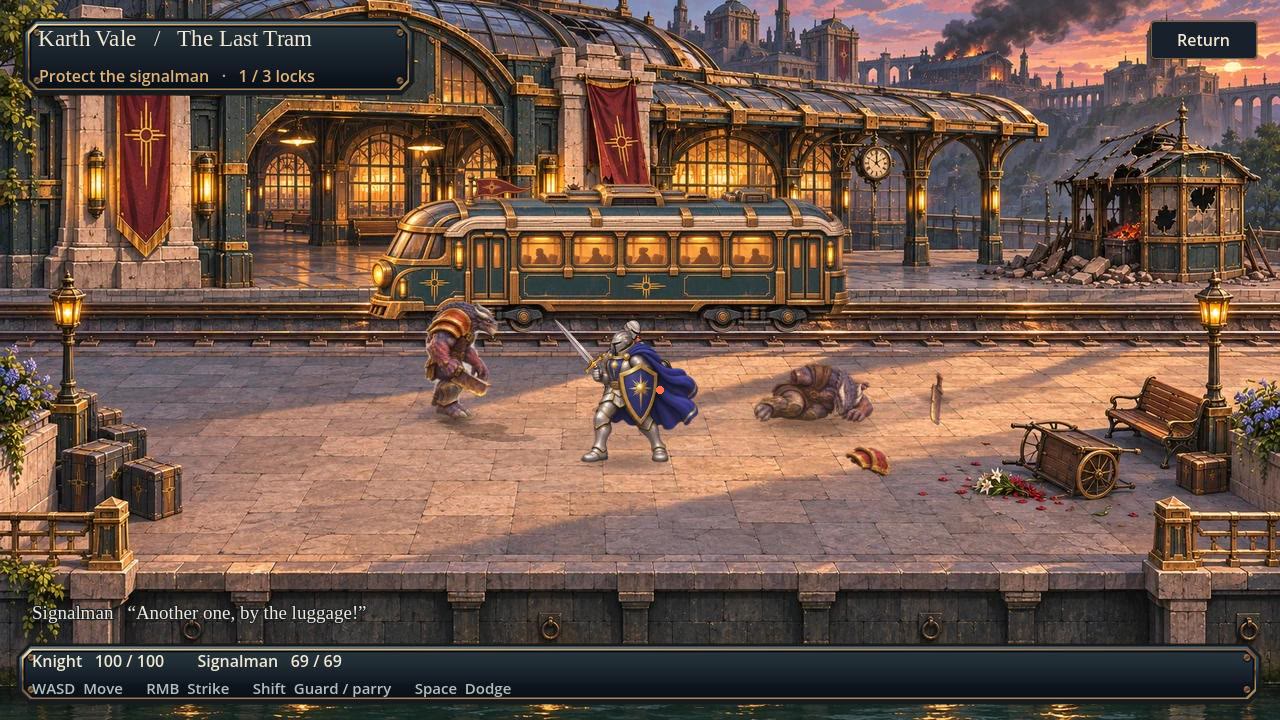 Karth Vale / The Last Tram
Protect the signalman · 1 / 3 locks
Return
Signalman “Another one, by the luggage!”
Knight 100 / 100 Signalman 69 / 69
WASD Move RMB Strike Shift Guard / parry Space Dodge